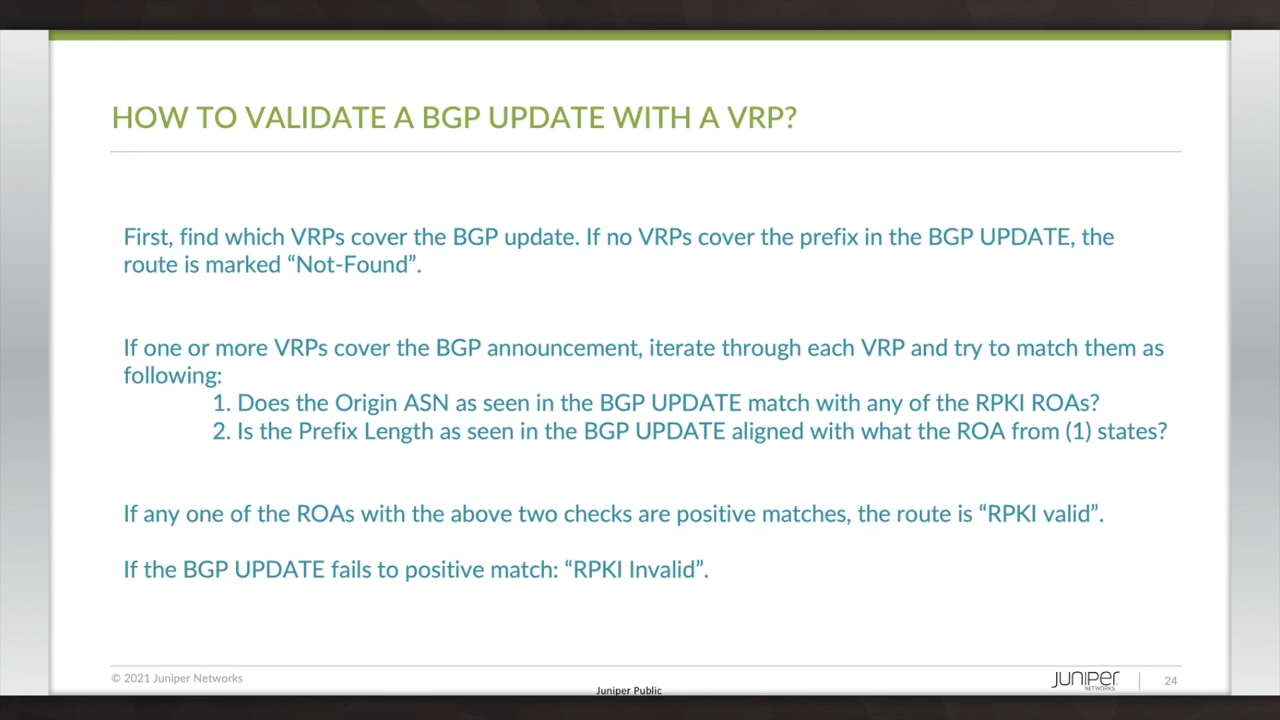 HOW TO VALIDATE A BGP UPDATE WITH A VRP?
First, find which VRPs cover the BGP update. If no VRPs cover the prefix in the BGP UPDATE, the
route is marked “Not-Found”.
If one or more VRPs cover the BGP announcement, iterate through each VRP and try to match them as
following:
1. Does the Origin ASN as seen in the BGP UPDATE match with any of the RPKI ROAs?
2. Is the Prefix Length as seen in the BGP UPDATE aligned with what the ROA from (1) states?
If any one of the ROAs with the above two checks are positive matches, the route is “RPKI valid”.
If the BGP UPDATE fails to positive match: “RPKI Invalid”.
© 2021 Juniper Networks
Juniper Public
JUNIPER
NETWORKS
24